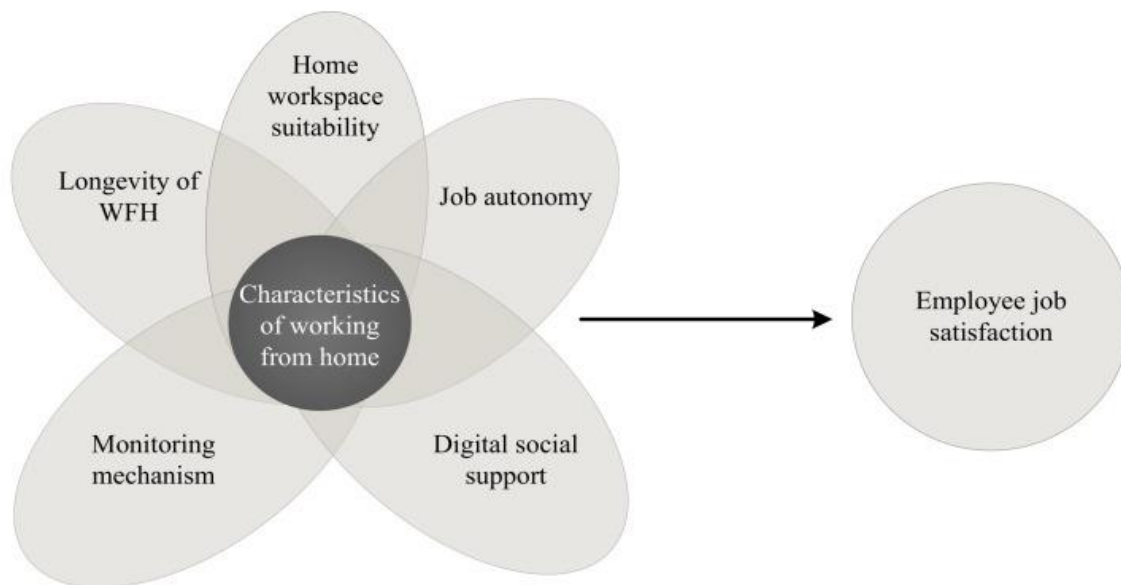 Home
workspace
suitability
Longevity of
WFH
Job autonomy
Characteristics
of working
from home
Employee job
satisfaction
Monitoring
mechanism
Digital social
support